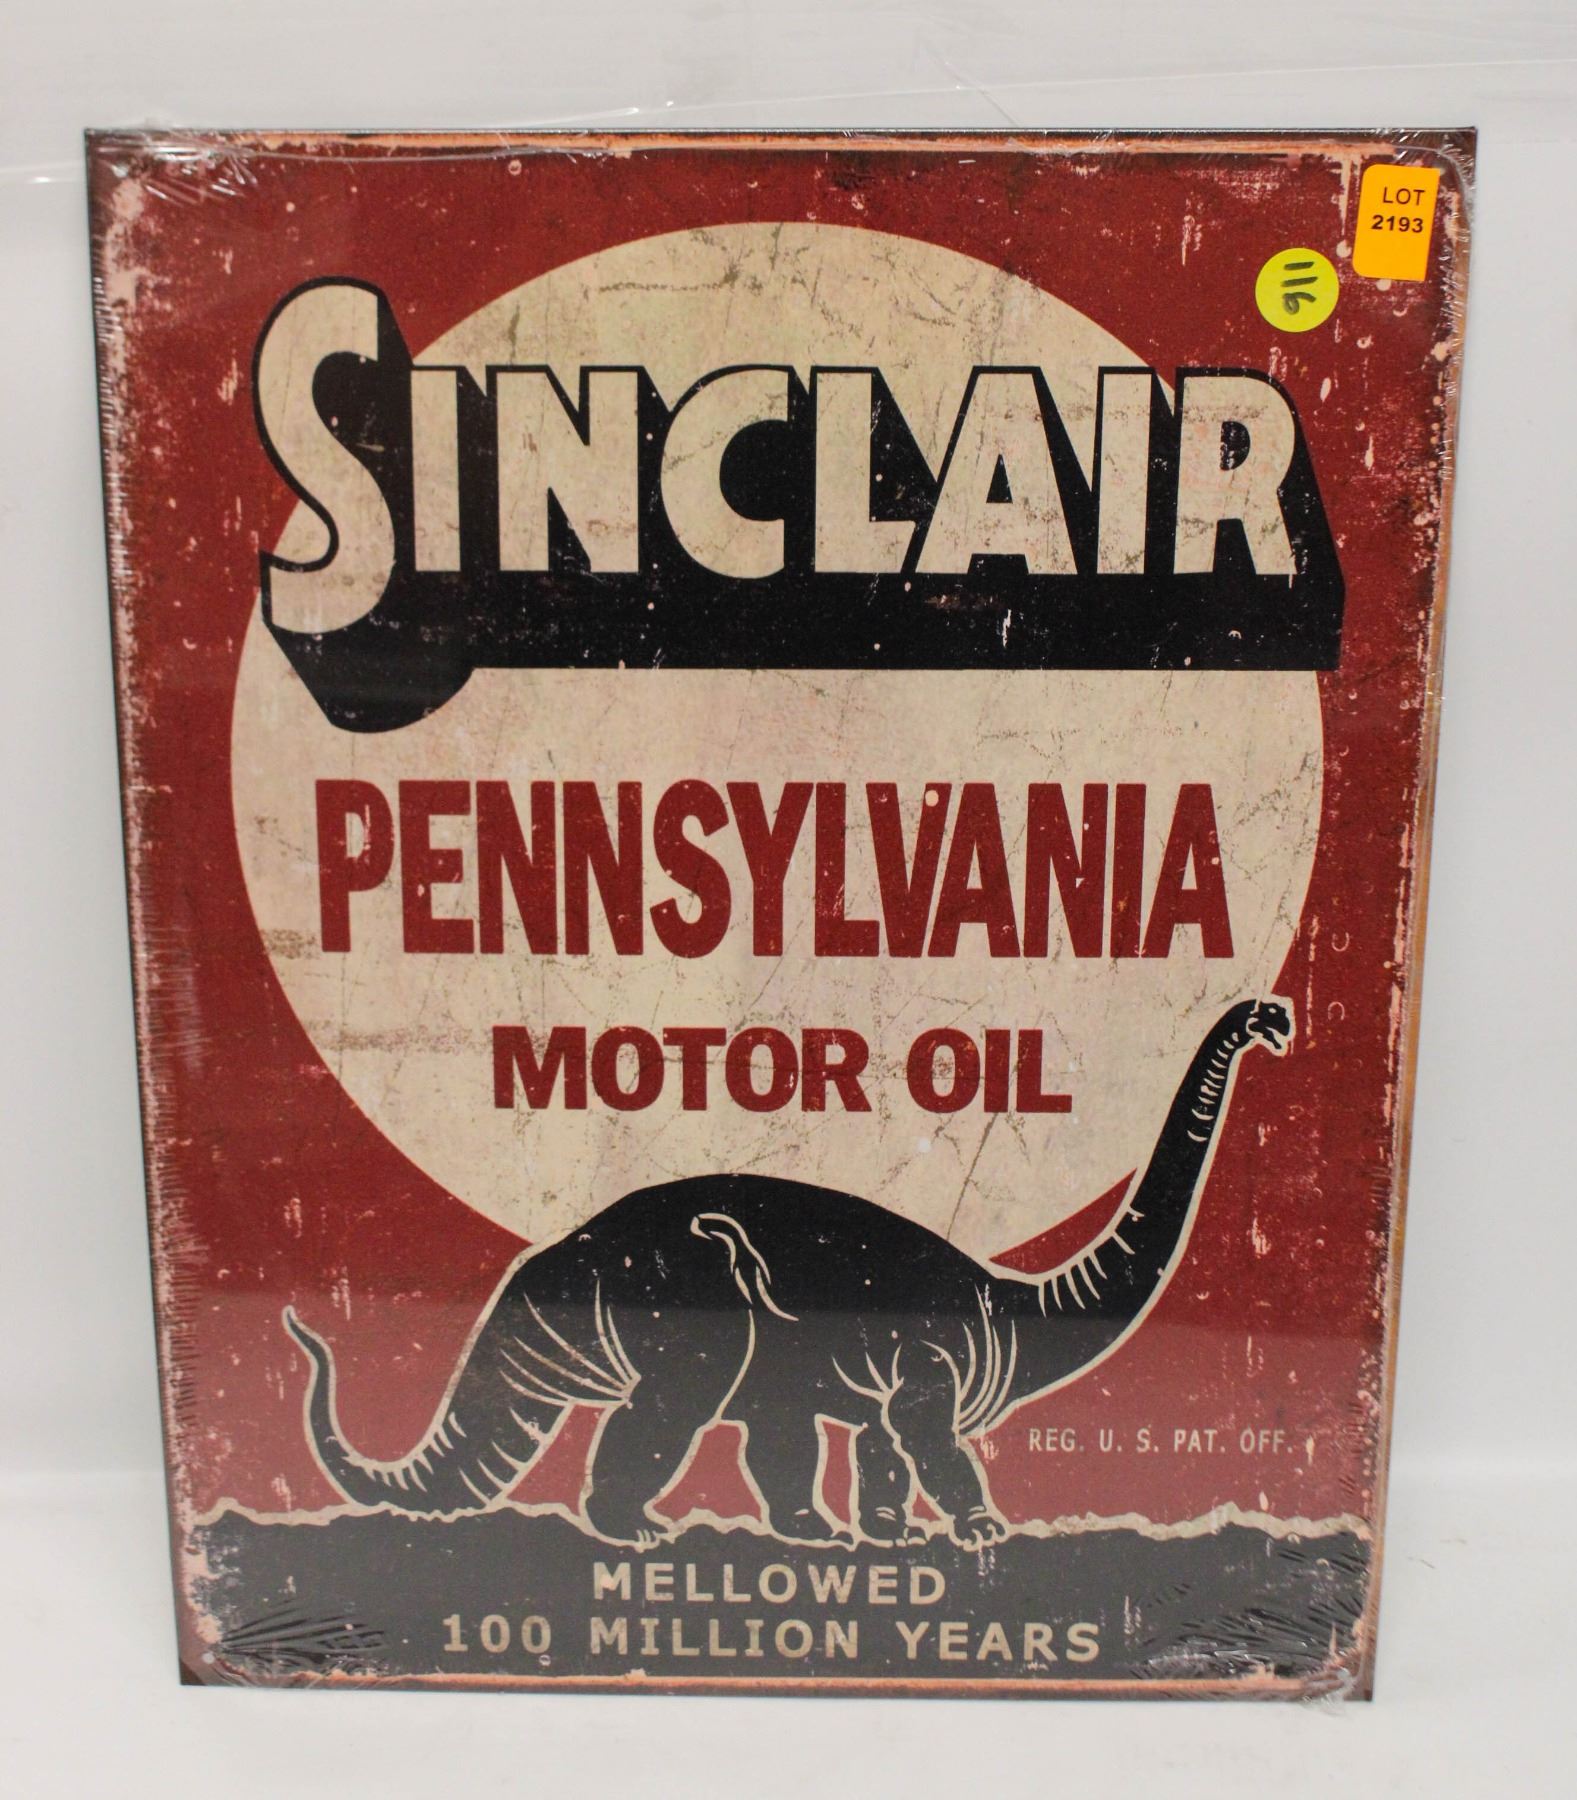 LOT
2193
911
SINCLAIR
PENNSYLVANIA
MOTOR OIL
REG. U. S. PAT. OFF.
MELLOWED
100 MILLION YEARS